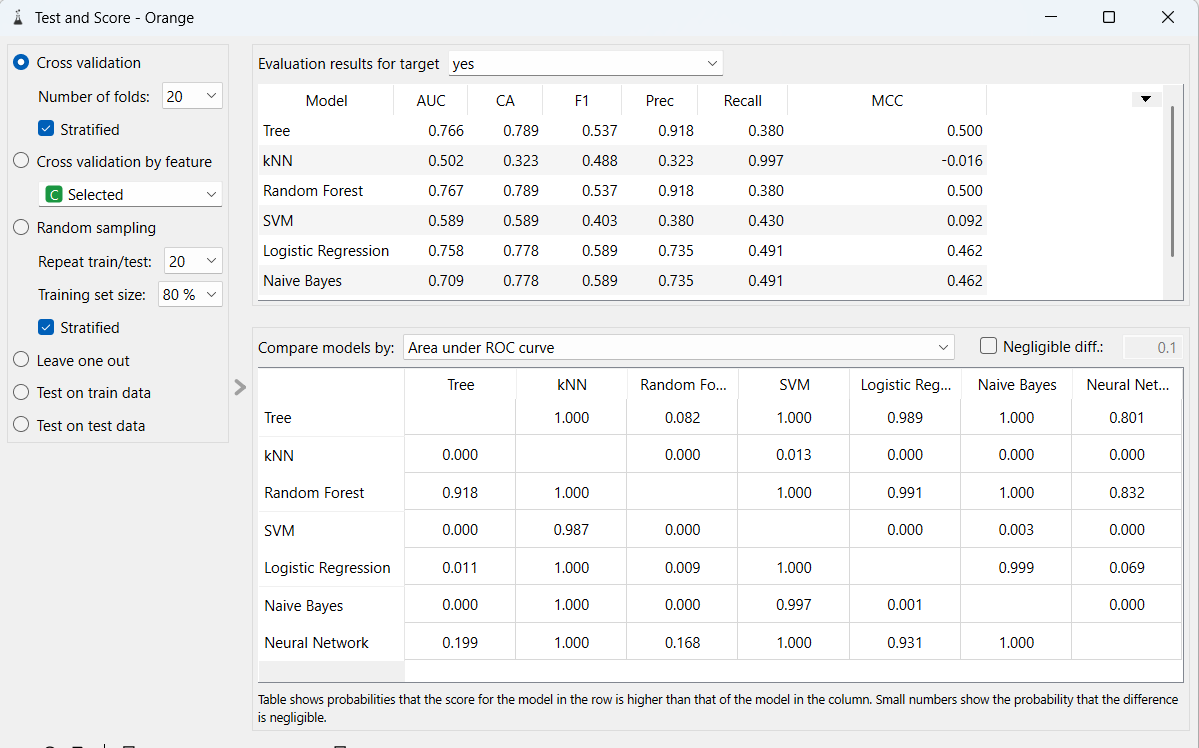 Test and Score - Orange
Cross validation
Number of folds: 20
Stratified
Cross validation by feature
C Selected
Random sampling
Repeat train/test: 20
Training set size: 80 %
Stratified
Leave one out
Test on train data
Test on test data
Evaluation results for target yes
Model AUC CA F1 Prec Recall MCC
Tree 0.766 0.789 0.537 0.918 0.380 0.500
kNN 0.502 0.323 0.488 0.323 0.997 -0.016
Random Forest 0.767 0.789 0.537 0.918 0.380 0.500
SVM 0.589 0.589 0.403 0.380 0.430 0.092
Logistic Regression 0.758 0.778 0.589 0.735 0.491 0.462
Naive Bayes 0.709 0.778 0.589 0.735 0.491 0.462
Compare models by: Area under ROC curve Negligible diff.: 0.1
Tree kNN Random Fo... SVM Logistic Reg... Naive Bayes Neural Net...
Tree 1.000 0.082 1.000 0.989 1.000 0.801
kNN 0.000 0.000 0.013 0.000 0.000 0.000
Random Forest 0.918 1.000 1.000 0.991 1.000 0.832
SVM 0.000 0.987 0.000 0.000 0.003 0.000
Logistic Regression 0.011 1.000 0.009 1.000 0.999 0.069
Naive Bayes 0.000 1.000 0.000 0.997 0.001 0.000
Neural Network 0.199 1.000 0.168 1.000 0.931 1.000
Table shows probabilities that the score for the model in the row is higher than that of the model in the column. Small numbers show the probability that the difference
is negligible.